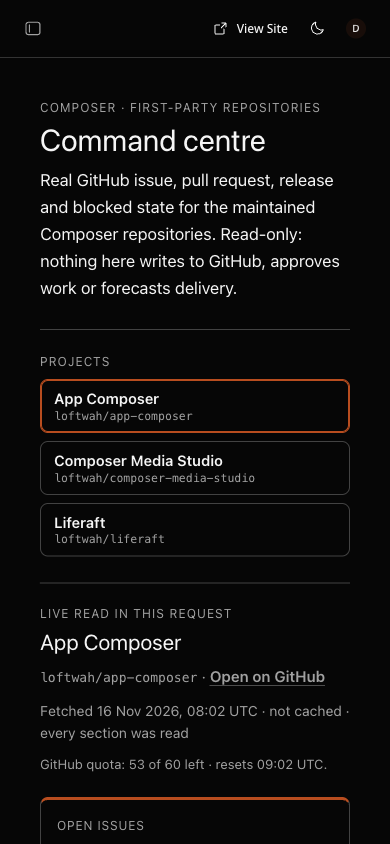 View Site
D
COMPOSER · FIRST-PARTY REPOSITORIES
Command centre
Real GitHub issue, pull request, release
and blocked state for the maintained
Composer repositories. Read-only:
nothing here writes to GitHub, approves
work or forecasts delivery.
PROJECTS
App Composer
loftwah/app-composer
Composer Media Studio
loftwah/composer-media-studio
Liferaft
loftwah/liferaft
LIVE READ IN THIS REQUEST
App Composer
loftwah/app-composer · Open on GitHub
Fetched 16 Nov 2026, 08:02 UTC · not cached ·
every section was read
GitHub quota: 53 of 60 left · resets 09:02 UTC.
OPEN ISSUES